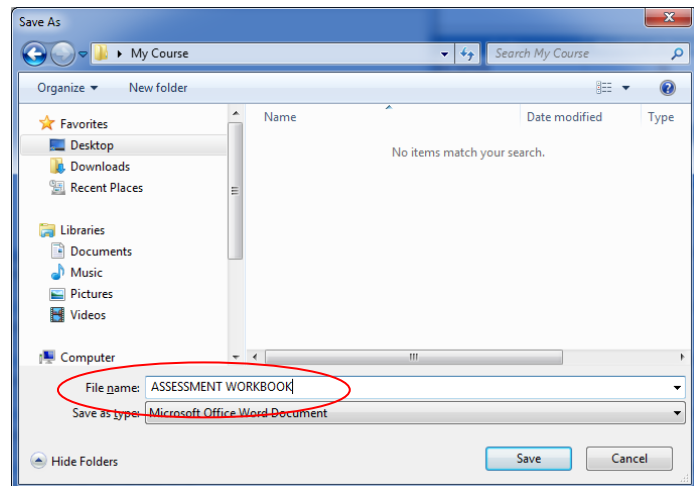 Save As
My Course
Search My Course
Organize
New folder
Name
Date modified
Type
No items match your search.
Favorites
Desktop
Downloads
Recent Places
Libraries
Documents
Music
Pictures
Videos
Computer
File name: ASSESSMENT WORKBOOK
Save as type: Microsoft Office Word Document
Hide Folders
Save
Cancel